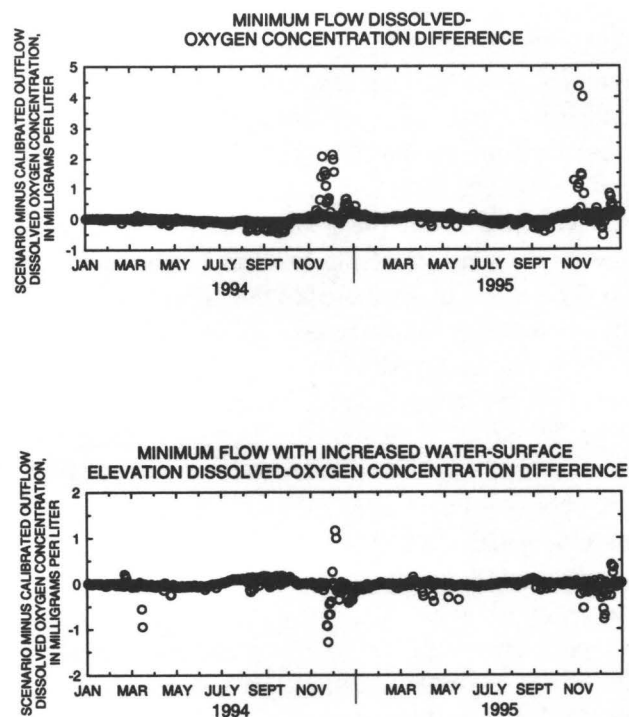 MINIMUM FLOW DISSOLVED-
OXYGEN CONCENTRATION DIFFERENCE
SCENARIO MINUS CALIBRATED OUTFLOW
DISSOLVED OXYGEN CONCENTRATION,
IN MILLIGRAMS PER LITER
5
4
3
2
1
0
-1
JAN MAR MAY JULY SEPT NOV MAR MAY JULY SEPT NOV
1994 1995
MINIMUM FLOW WITH INCREASED WATER-SURFACE
ELEVATION DISSOLVED-OXYGEN CONCENTRATION DIFFERENCE
SCENARIO MINUS CALIBRATED OUTFLOW
DISSOLVED OXYGEN CONCENTRATION,
IN MILLIGRAMS PER LITER
2
1
0
-1
-2
JAN MAR MAY JULY SEPT NOV MAR MAY JULY SEPT NOV
1994 1995